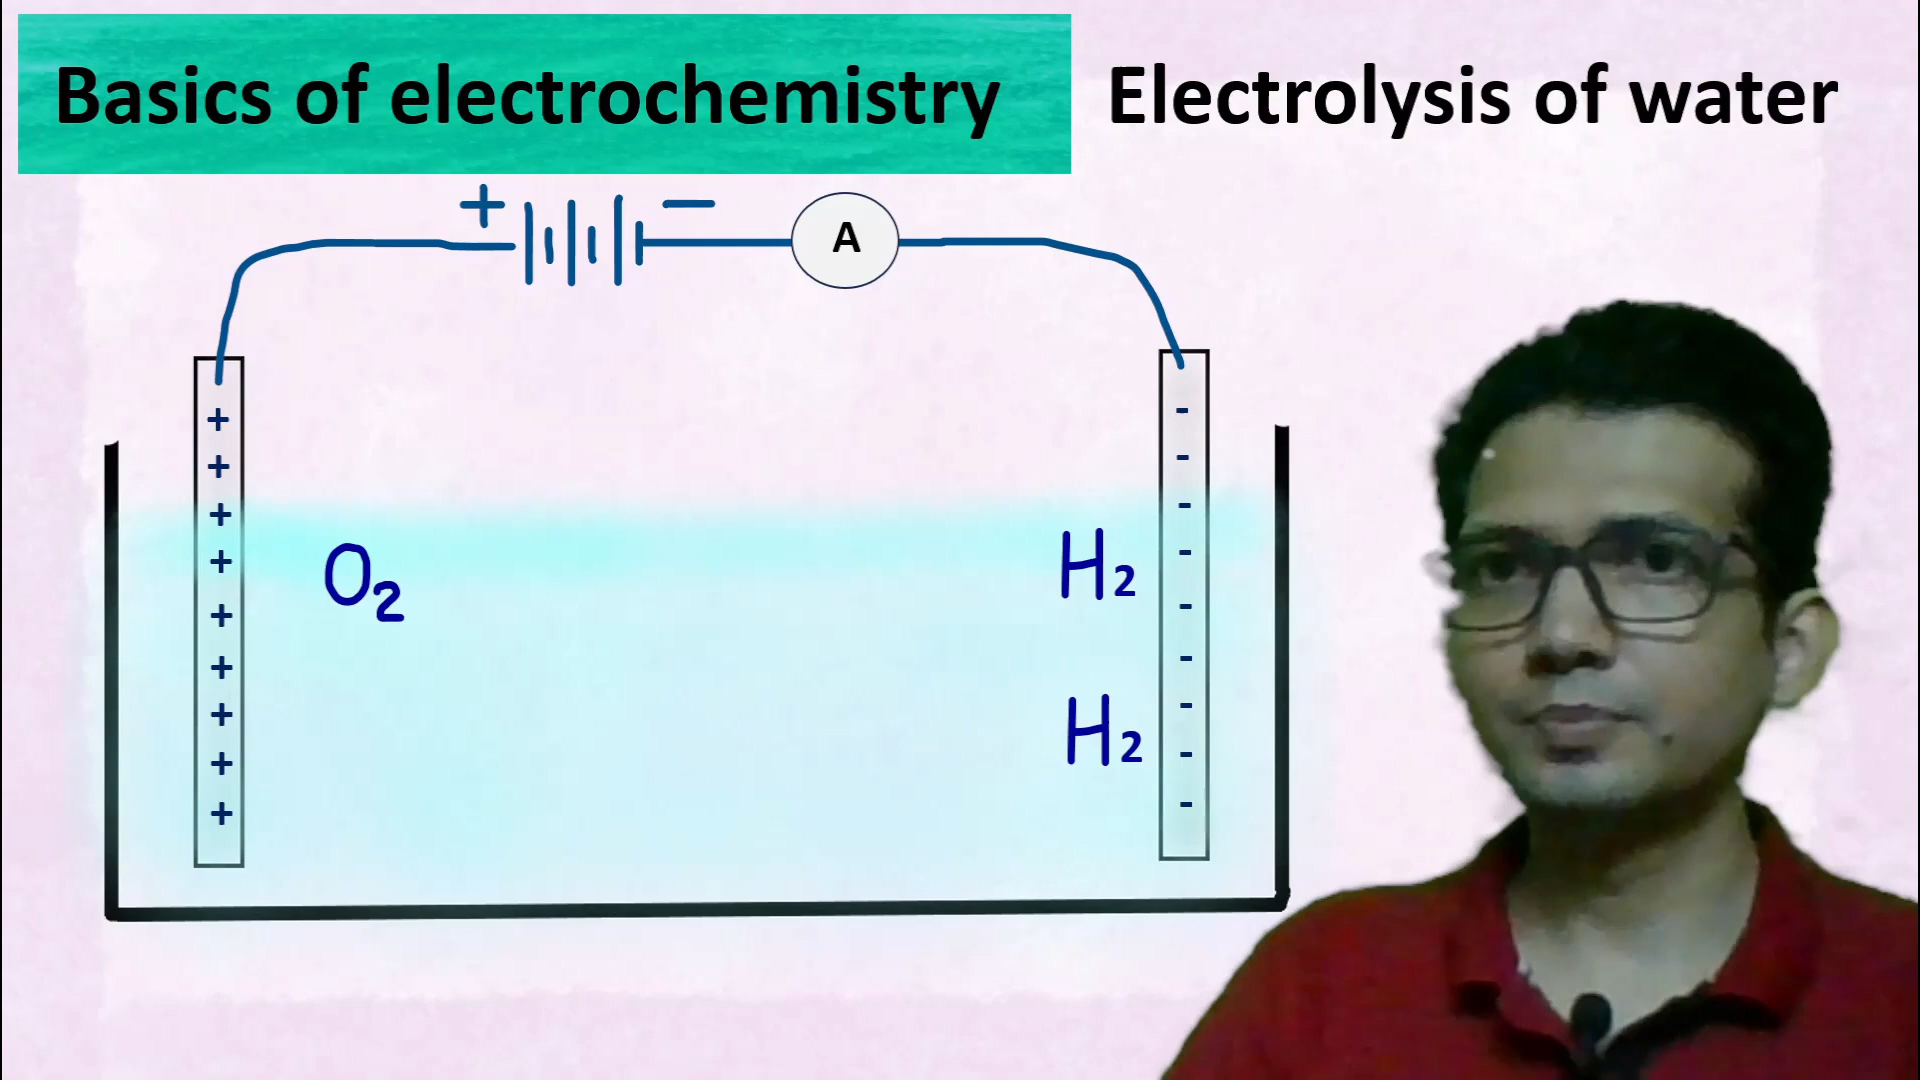 Basics of electrochemistry
Electrolysis of water
+ −
A
+ -
+ -
+ -
+ -
+ -
+ -
+ -
+ -
+ -
O₂ H₂
H₂